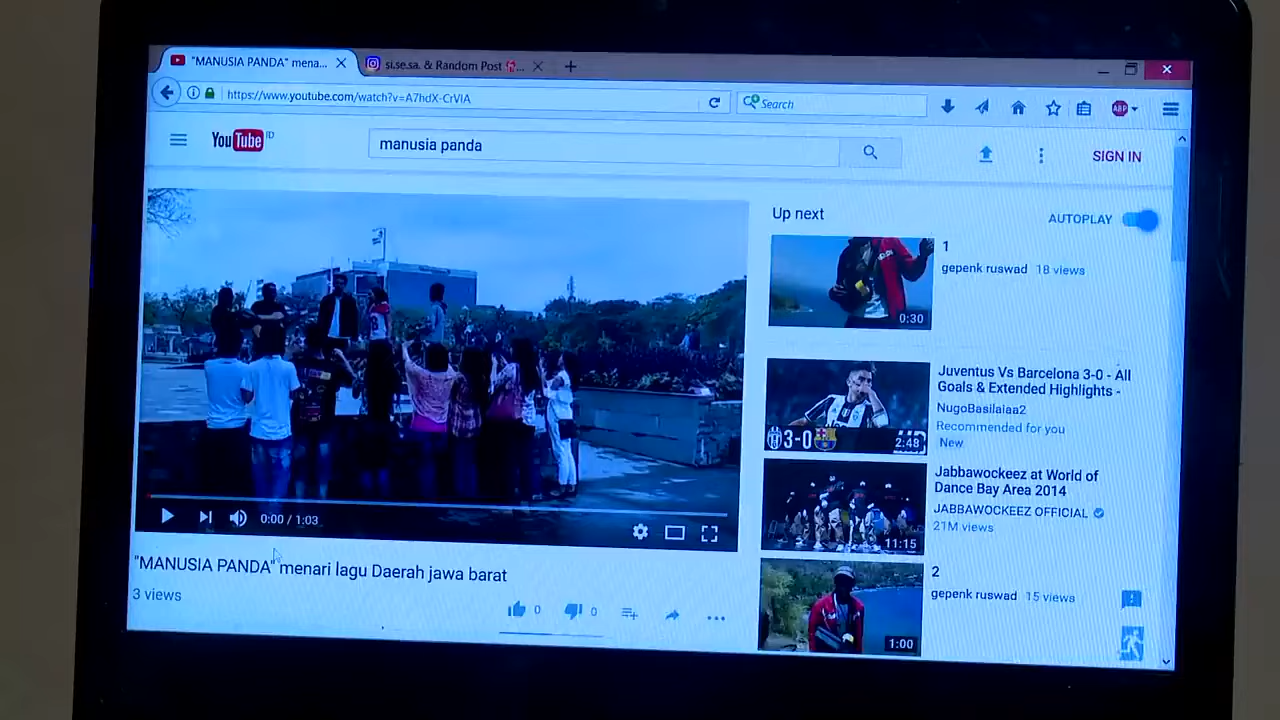 "MANUSIA PANDA" mena...
si.se.sa. & Random Post
https://www.youtube.com/watch?v=A7hdX-CrVIA
Search
ABP
YouTube ID
manusia panda
SIGN IN
Up next
AUTOPLAY
1
gepenk ruswad 18 views
0:30
Juventus Vs Barcelona 3-0 - All
Goals & Extended Highlights -
NugoBasilaiaa2
Recommended for you
New
3-0
2:48
Jabbawockeez at World of
Dance Bay Area 2014
JABBAWOCKEEZ OFFICIAL
21M views
11:15
2
gepenk ruswad 15 views
1:00
0:00 / 1:03
"MANUSIA PANDA" menari lagu Daerah jawa barat
3 views
0
0